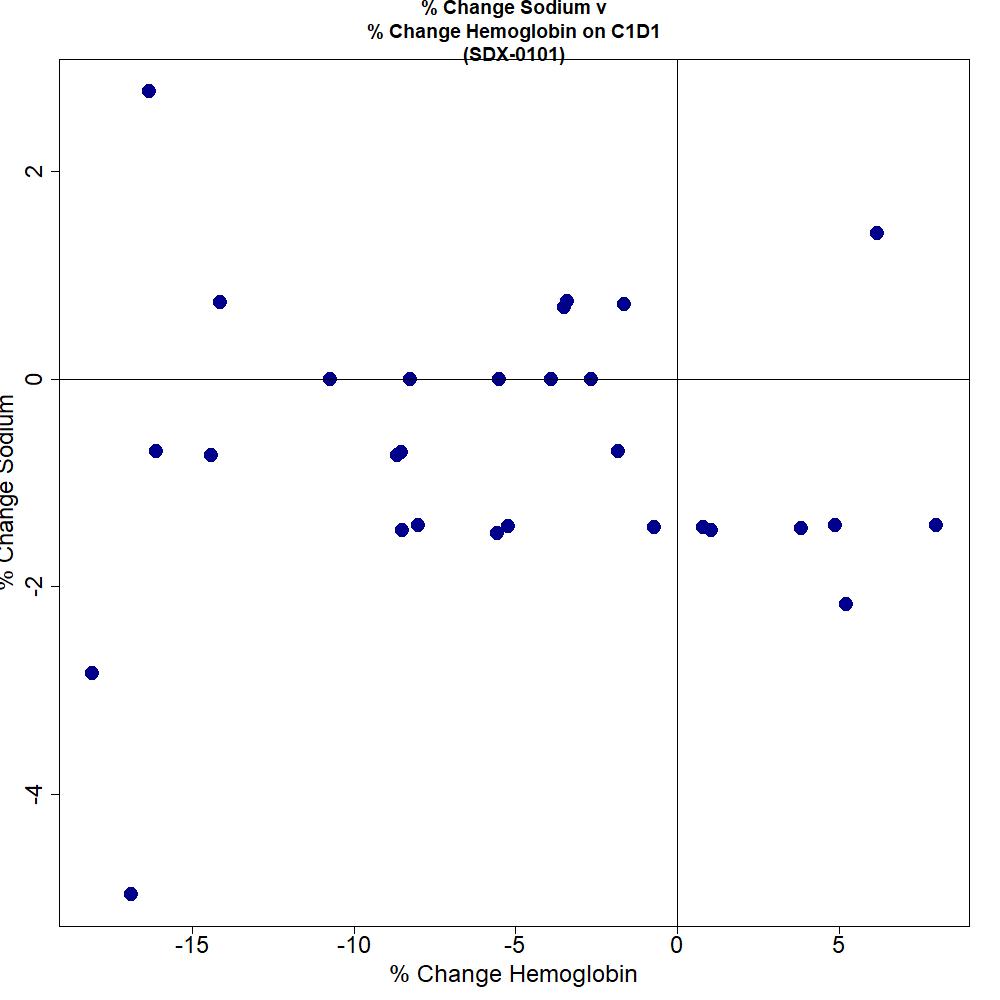 % Change Sodium v
% Change Hemoglobin on C1D1
(SDX-0101)
2
0
-2
-4
% Change Sodium
-15 -10 -5 0 5
% Change Hemoglobin